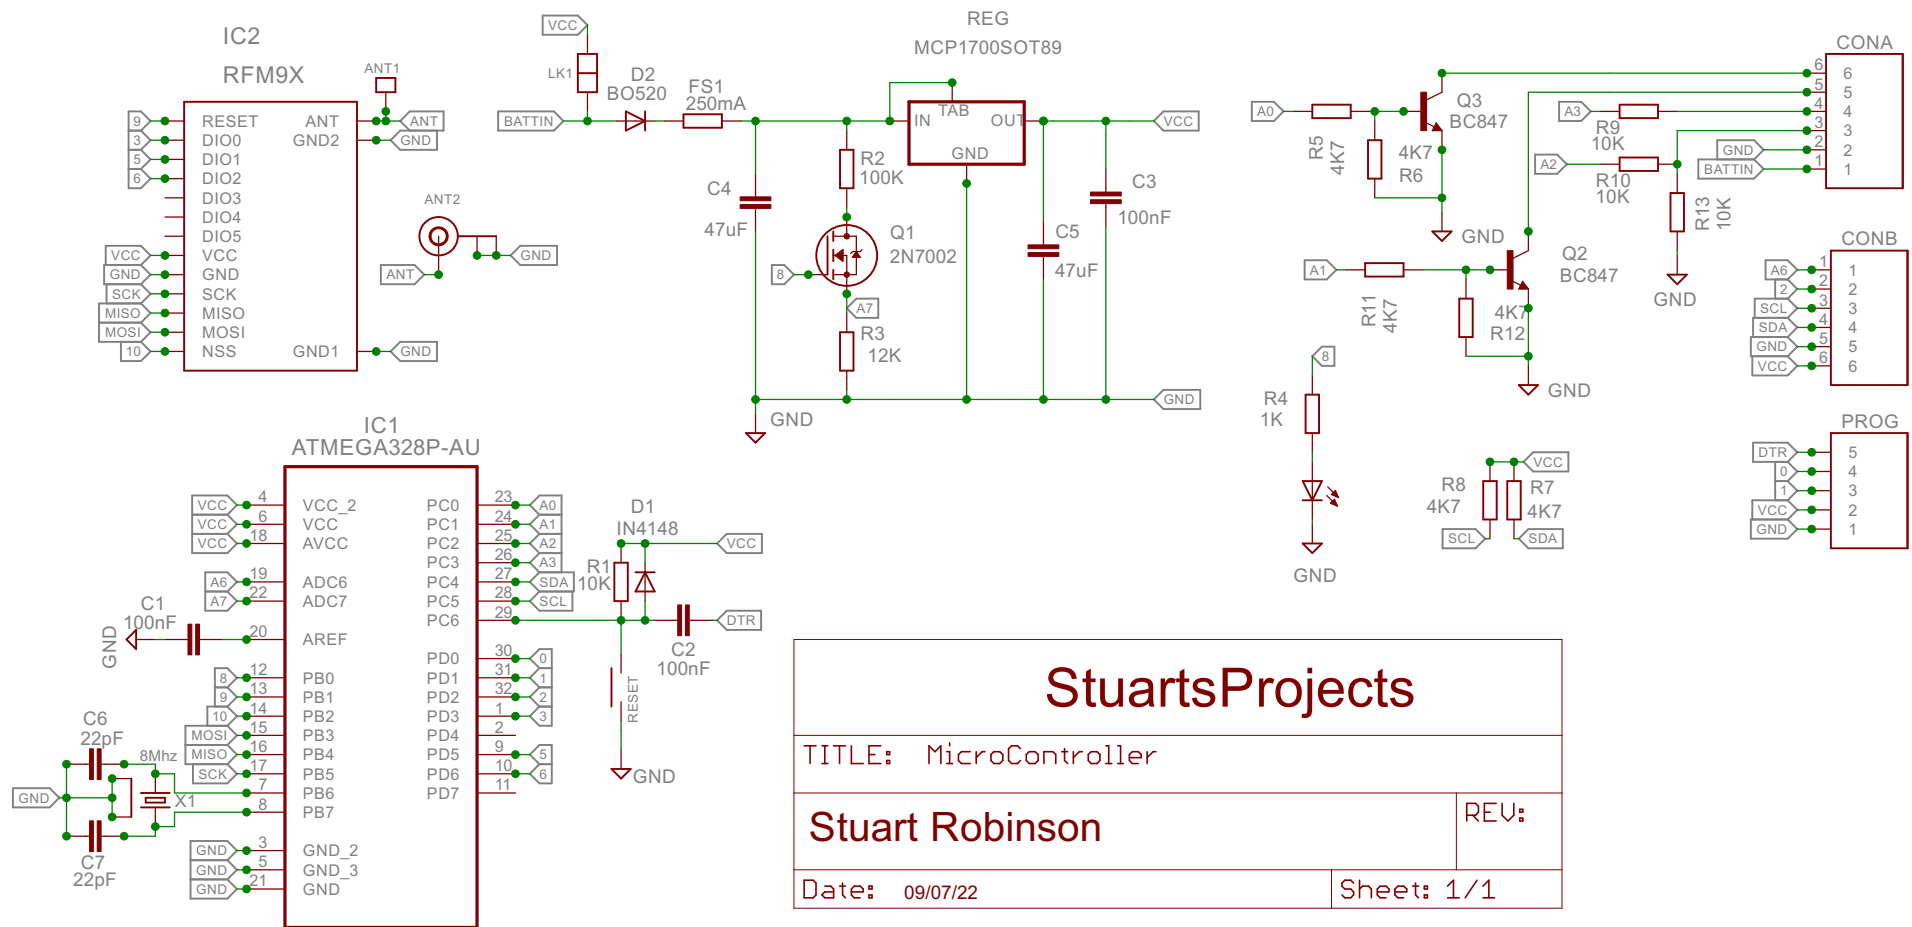 IC2
RFM9X
ANT1
9 RESET ANT ANT
3 DIO0 GND2 GND
5 DIO1
6 DIO2
DIO3
DIO4
DIO5
VCC VCC
GND GND
SCK SCK
MISO MISO
MOSI MOSI
10 NSS GND1 GND
ANT2
GND
ANT
VCC
LK1
BATTIN
D2
BO520
FS1
250mA
REG
MCP1700SOT89
TAB
IN OUT
GND
VCC
R2
100K
C4
47uF
Q1
2N7002
8
A7
R3
12K
C3
100nF
C5
47uF
GND
GND
A0
R5
4K7
4K7
R6
Q3
BC847
GND
A1
R11
4K7
4K7
R12
Q2
BC847
GND
A3
R9
10K
A2
R10
10K
R13
10K
GND
CONA
6 6
5 5
4 4
3 3
GND 2 2
BATTIN 1 1
CONB
A6 1 1
2 2 2
SCL 3 3
SDA 4 4
GND 5 5
VCC 6 6
PROG
DTR 5
0 4
1 3
VCC 2
GND 1
8
R4
1K
GND
VCC
R8
4K7
R7
4K7
SCL
SDA
IC1
ATMEGA328P-AU
VCC 4 VCC_2 PC0 23 A0
VCC 6 VCC PC1 24 A1
VCC 18 AVCC PC2 25 A2
PC3 26 A3
A6 19 ADC6 PC4 27 SDA
A7 22 ADC7 PC5 28 SCL
PC6 29
C1
100nF
GND
20 AREF
PD0 30 0
8 12 PB0 PD1 31 1
9 13 PB1 PD2 32 2
10 14 PB2 PD3 1 3
MOSI 15 PB3 PD4 2
MISO 16 PB4 PD5 9 5
SCK 17 PB5 PD6 10 6
7 PB6 PD7 11
8 PB7
GND 3 GND_2
GND 5 GND_3
GND 21 GND
C6
22pF
8Mhz
X1
GND
C7
22pF
D1
IN4148
VCC
R1
10K
DTR
C2
100nF
RESET
GND
StuartsProjects
TITLE: MicroController
Stuart Robinson
REV:
Date: 09/07/22
Sheet: 1/1